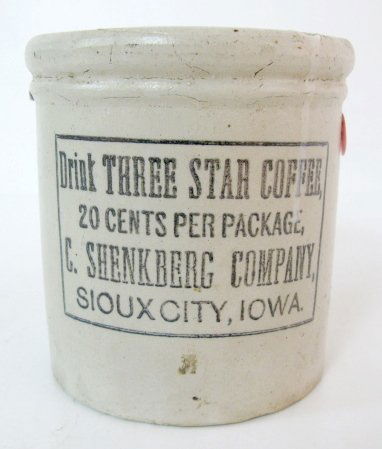 Drink THREE STAR COFFEE,
20 CENTS PER PACKAGE,
C. SHENKBERG COMPANY,
SIOUX CITY, IOWA.